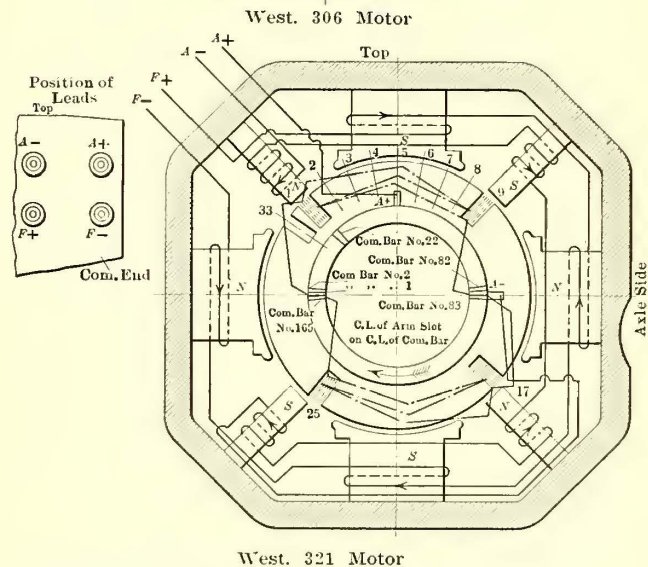 West. 306 Motor
A+
A−
F+
F−
Top
Position of
Leads
Top
A−
A+
F+
F−
Com. End
S
N
2
3
4
5
6
7
8
9
S
33
A+
Com. Bar No. 22
Com. Bar No. 82
Com Bar No. 2
" " " 1
A−
N
N
Com. Bar
No. 165
Com. Bar No. 83
C.L. of Arm Slot
on C.L. of Com. Bar
Axle Side
17
25
S
N
S
West. 321 Motor